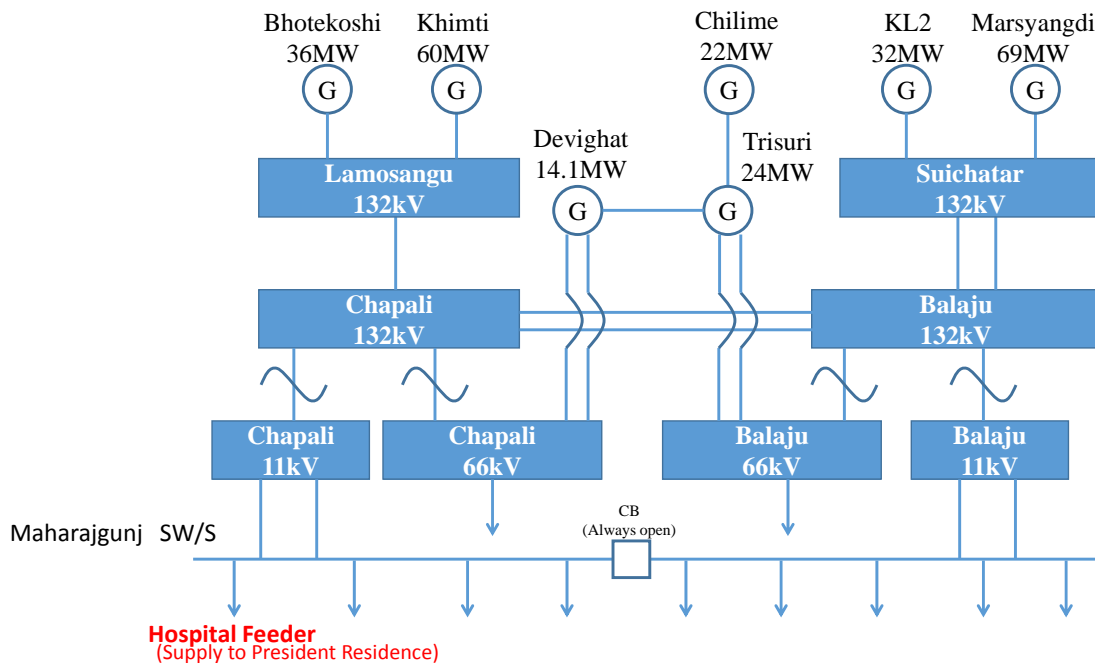 Bhotekoshi
36MW
Khimti
60MW
Chilime
22MW
KL2
32MW
Marsyangdi
69MW
G
G
G
G
G
Devighat
14.1MW
Trisuri
24MW
Lamosangu
132kV
Suichatar
132kV
G
G
Chapali
132kV
Balaju
132kV
Chapali
11kV
Chapali
66kV
Balaju
66kV
Balaju
11kV
Maharajgunj SW/S
CB
(Always open)
Hospital Feeder
(Supply to President Residence)